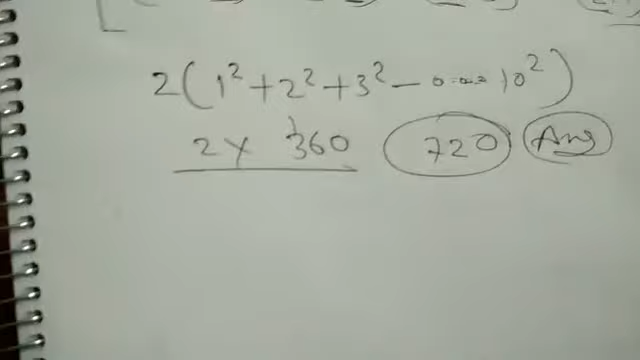 2(1²+2²+3²-----10²)
2× 360 720 Ans